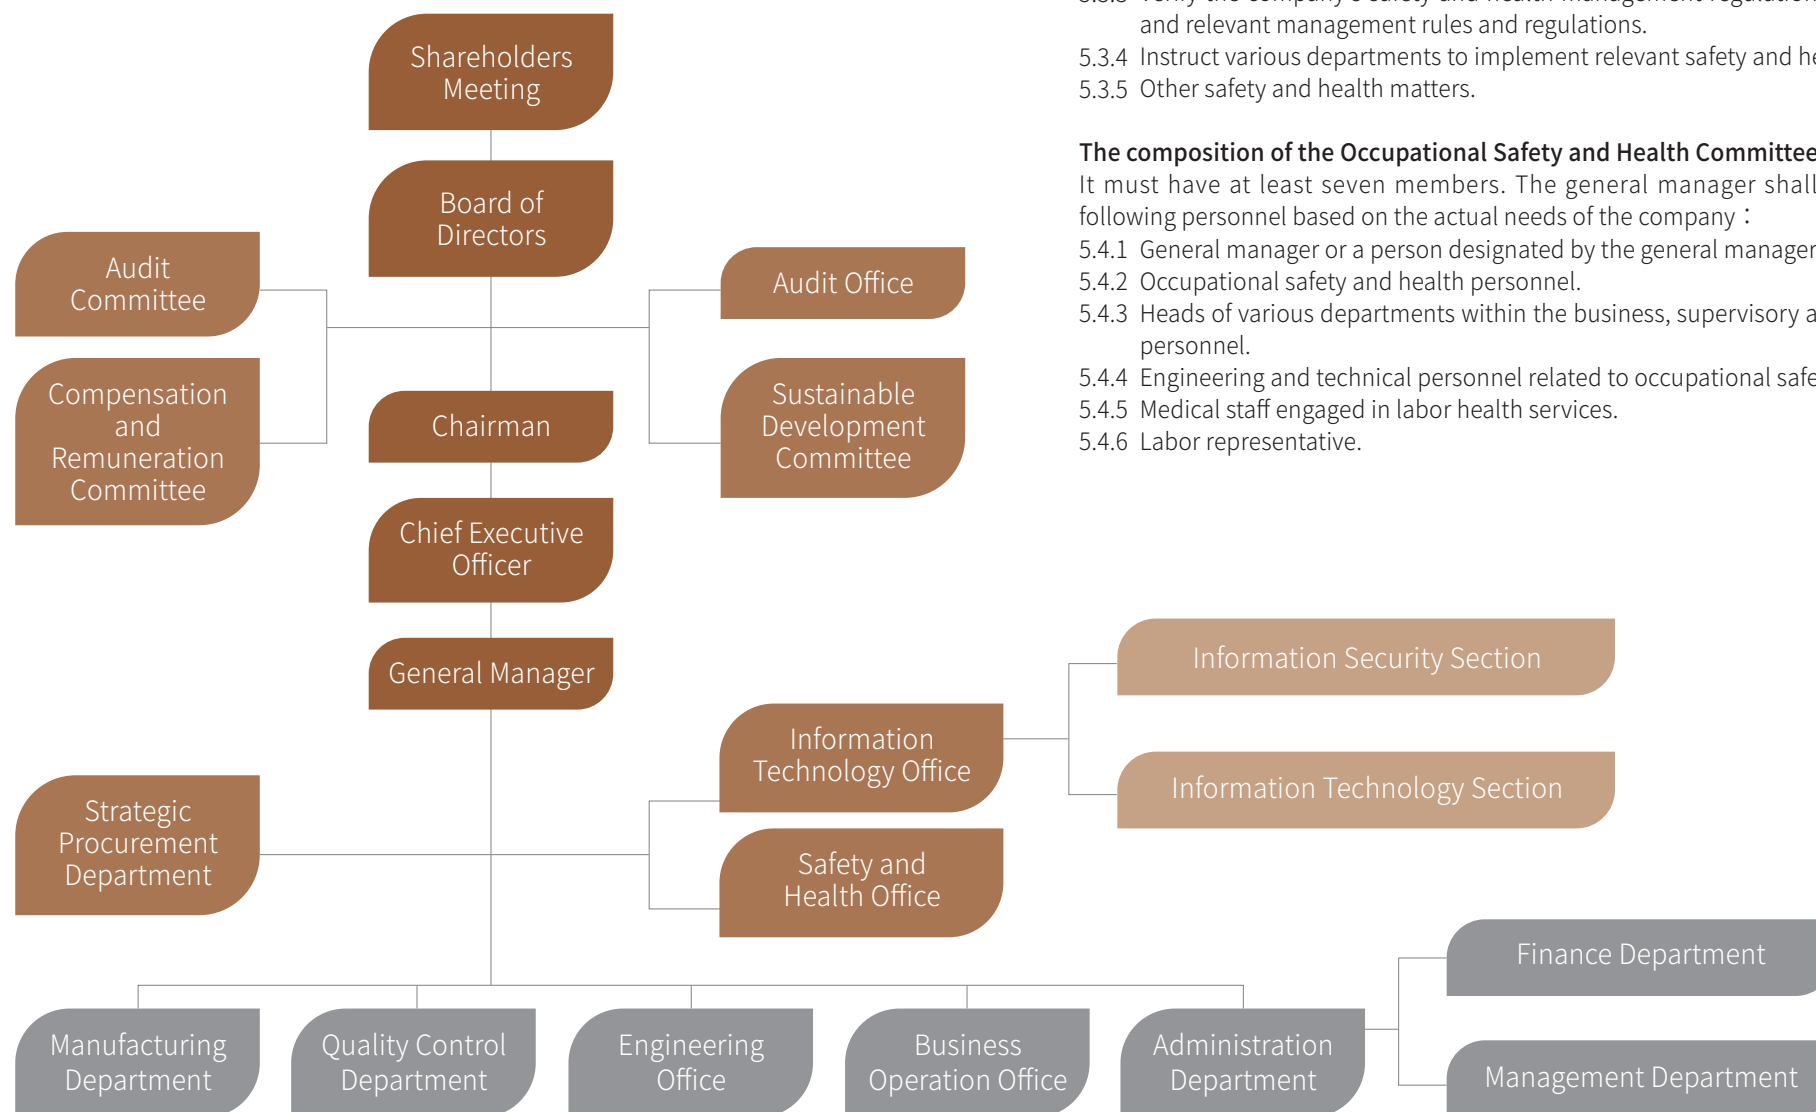 Shareholders
Meeting
Board of
Directors
Audit
Committee
Audit Office
Compensation
and
Remuneration
Committee
Chairman
Sustainable
Development
Committee
Chief Executive
Officer
General Manager
Information
Technology Office
Information Security Section
Information Technology Section
Strategic
Procurement
Department
Safety and
Health Office
Manufacturing
Department
Quality Control
Department
Engineering
Office
Business
Operation Office
Administration
Department
Finance Department
Management Department
and relevant management rules and regulations.
5.3.4 Instruct various departments to implement relevant safety and
5.3.5 Other safety and health matters.
The composition of the Occupational Safety and Health Committee
It must have at least seven members. The general manager shall
following personnel based on the actual needs of the company：
5.4.1 General manager or a person designated by the general manager
5.4.2 Occupational safety and health personnel.
5.4.3 Heads of various departments within the business, supervisory
personnel.
5.4.4 Engineering and technical personnel related to occupational
5.4.5 Medical staff engaged in labor health services.
5.4.6 Labor representative.